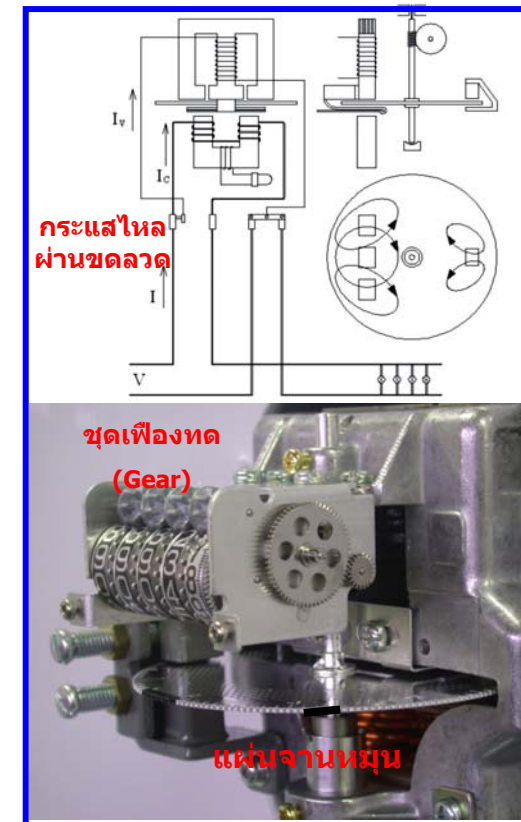 Iv
Ic
กระแสไหล
ผ่านขดลวด
I
V
ชุดเฟืองทด
(Gear)
แผ่นจานหมุน